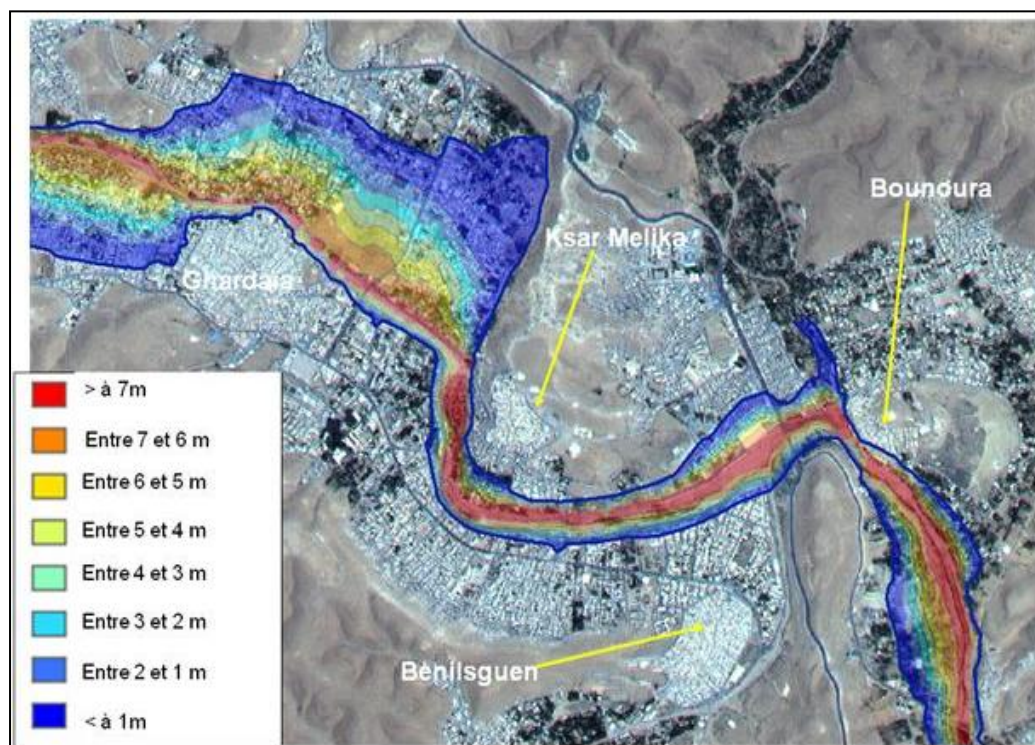 Boundura
Ksar Melika
Ghardaia
> à 7m
Entre 7 et 6 m
Entre 6 et 5 m
Entre 5 et 4 m
Entre 4 et 3 m
Entre 3 et 2 m
Entre 2 et 1 m
< à 1m
BeniIsguen